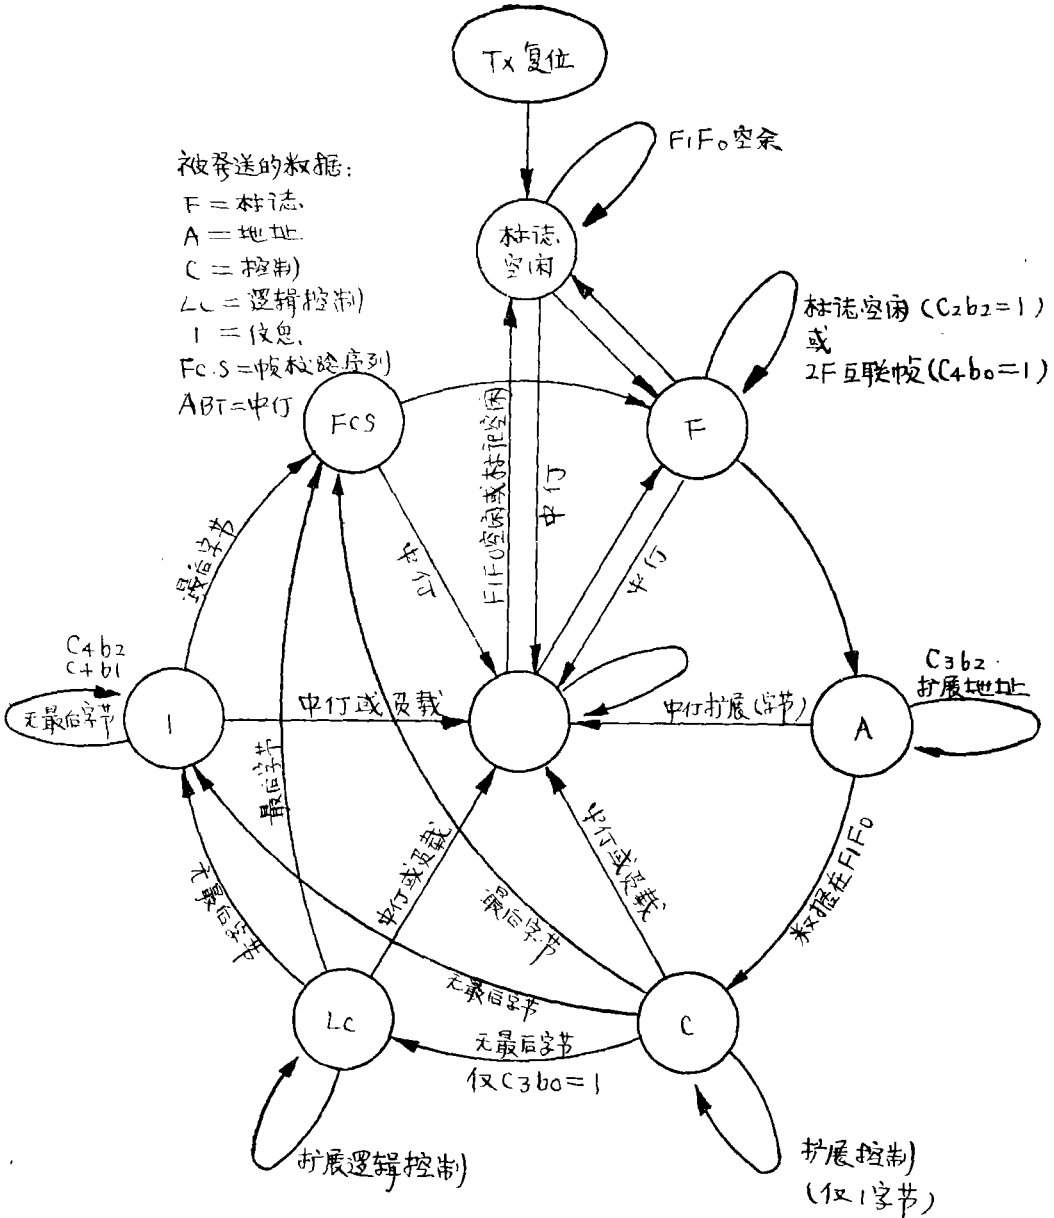 Tx复位
FIFO空余
被发送的数据:
F=标志
A=地址
C=控制
LC=逻辑控制
I=信息
FCS=帧校验序列
ABT=中行
标志
空闲
标志空闲(C2b2=1)
或
2F互联帧(C4b0=1)
FCS
F
FIFO空闲或标记空闲
中行
中行
中行
最后字节
C4b2
C4b1
无最后字节
I
中行或负载
中行扩展(字节)
C3b2
扩展地址
A
最后字节
无最后字节
中行或负载
最后字节
中行或负载
数据在FIFO
无最后字节
LC
无最后字节
仅C3b0=1
C
扩展逻辑控制
扩展控制
(仅1字节)